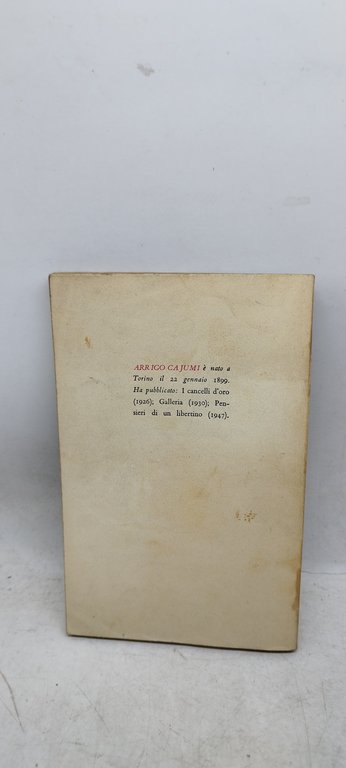 ARRIGO CAJUMI è nato a
Torino il 22 gennaio 1899.
Ha pubblicato: I cancelli d'oro
(1926); Galleria (1930); Pen-
sieri di un libertino (1947).